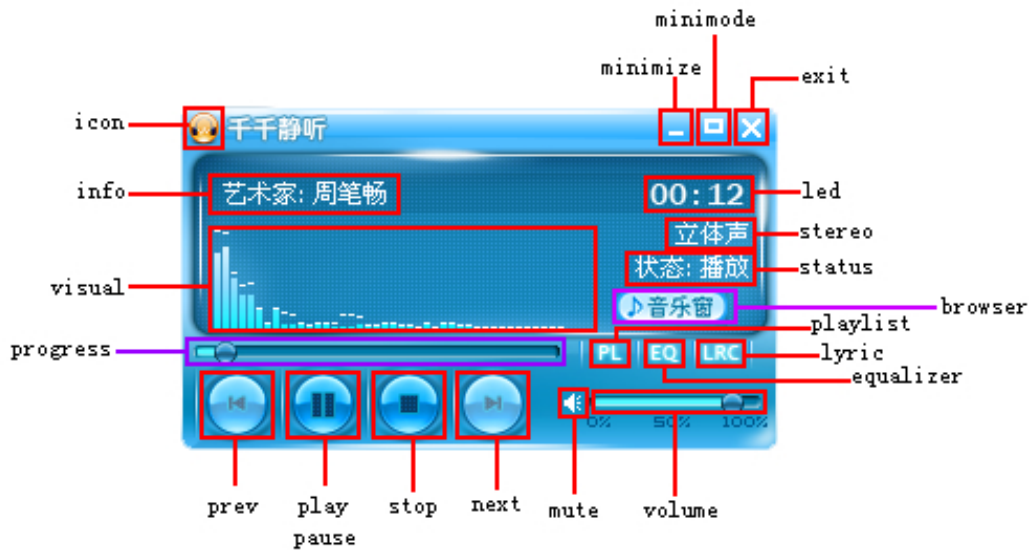 minimode
minimize
exit
icon
千千静听
info
艺术家: 周笔畅
00:12
led
立体声
stereo
状态: 播放
status
visual
音乐窗
browser
playlist
progress
PL
EQ
LRC
lyric
equalizer
0%
50%
100%
prev
play
pause
stop
next
mute
volume